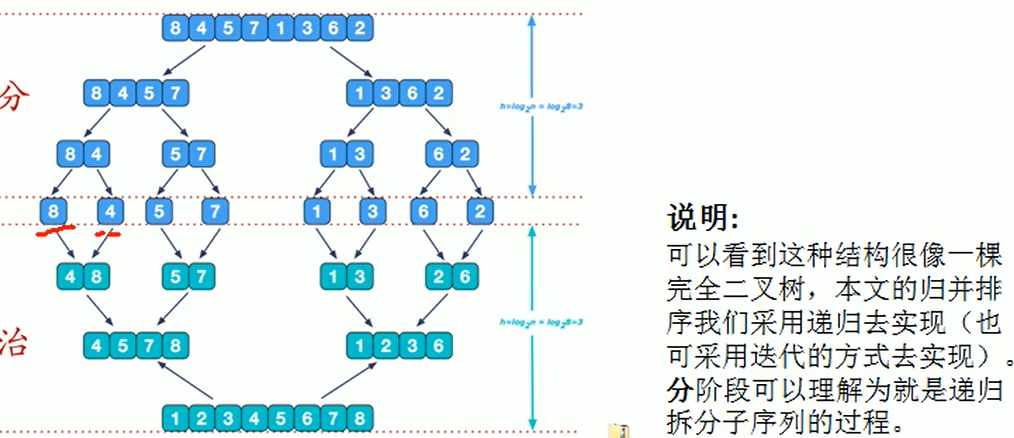 8 4 5 7 1 3 6 2
分
8 4 5 7 1 3 6 2
h=log₂n = log₂8=3
8 4 5 7 1 3 6 2
8 4 5 7 1 3 6 2
4 8 5 7 1 3 2 6
h=log₂n = log₂8=3
治
4 5 7 8 1 2 3 6
1 2 3 4 5 6 7 8
说明:
可以看到这种结构很像一棵
完全二叉树，本文的归并排
序我们采用递归去实现（也
可采用迭代的方式去实现）。
分阶段可以理解为就是递归
拆分子序列的过程。